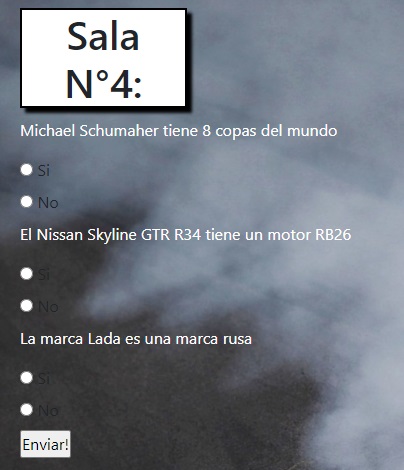 Sala
N°4:
Michael Schumaher tiene 8 copas del mundo
Si
No
El Nissan Skyline GTR R34 tiene un motor RB26
Si
No
La marca Lada es una marca rusa
Si
No
Enviar!